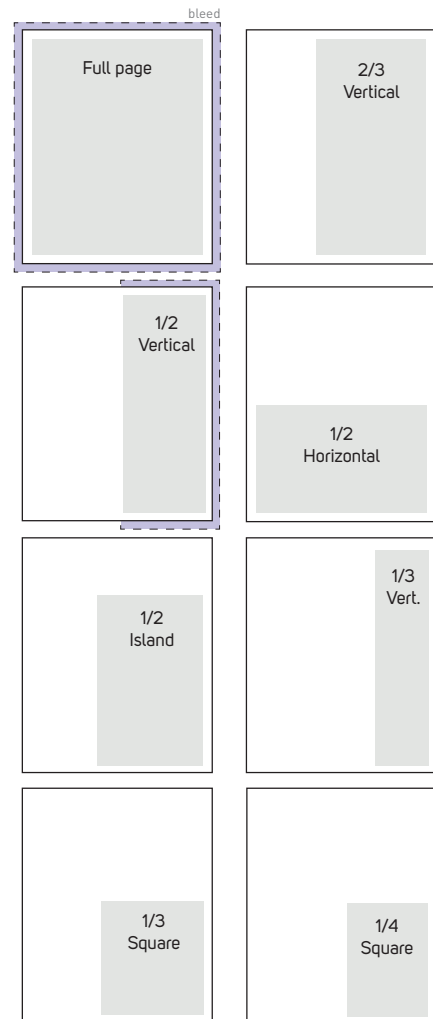 bleed
Full page
2/3
Vertical
1/2
Vertical
1/2
Horizontal
1/2
Island
1/3
Vert.
1/3
Square
1/4
Square